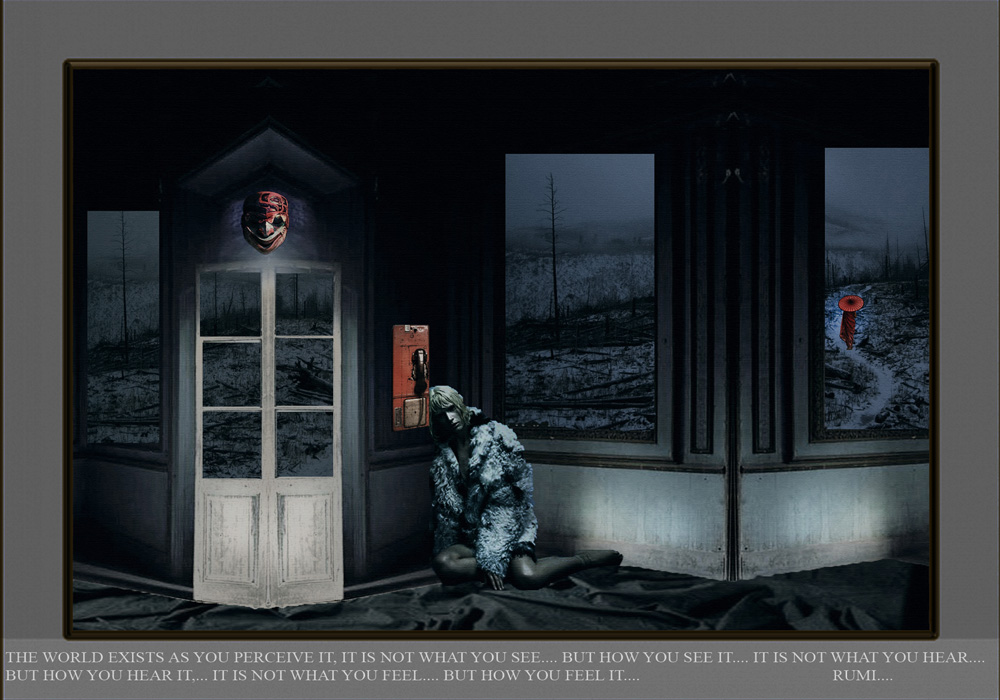 THE WORLD EXISTS AS YOU PERCEIVE IT, IT IS NOT WHAT YOU SEE.... BUT HOW YOU SEE IT.... IT IS NOT WHAT YOU HEAR....
BUT HOW YOU HEAR IT,... IT IS NOT WHAT YOU FEEL.... BUT HOW YOU FEEL IT.... RUMI....